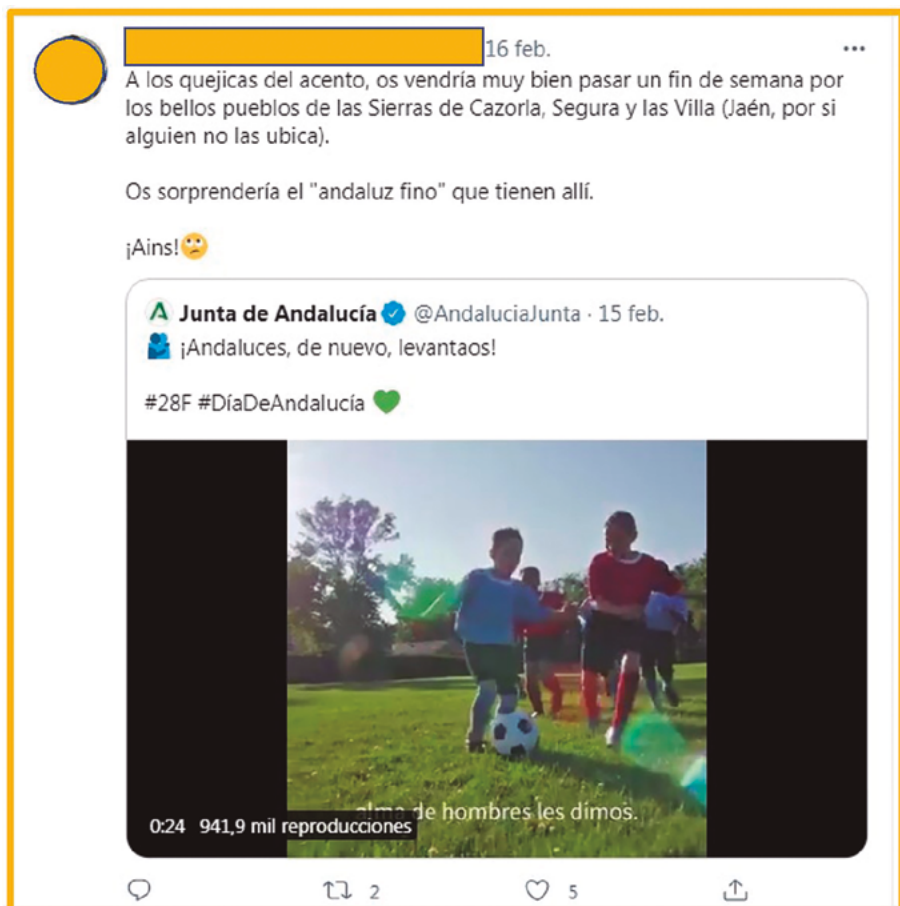 16 feb.
A los quejicas del acento, os vendría muy bien pasar un fin de semana por
los bellos pueblos de las Sierras de Cazorla, Segura y las Villa (Jaén, por si
alguien no las ubica).
Os sorprendería el "andaluz fino" que tienen allí.
¡Ains!🙄
Junta de Andalucía @AndaluciaJunta · 15 feb.
¡Andaluces, de nuevo, levantaos!
#28F #DíaDeAndalucía 💚
alma de hombres les dimos.
0:24 941,9 mil reproducciones
2 5